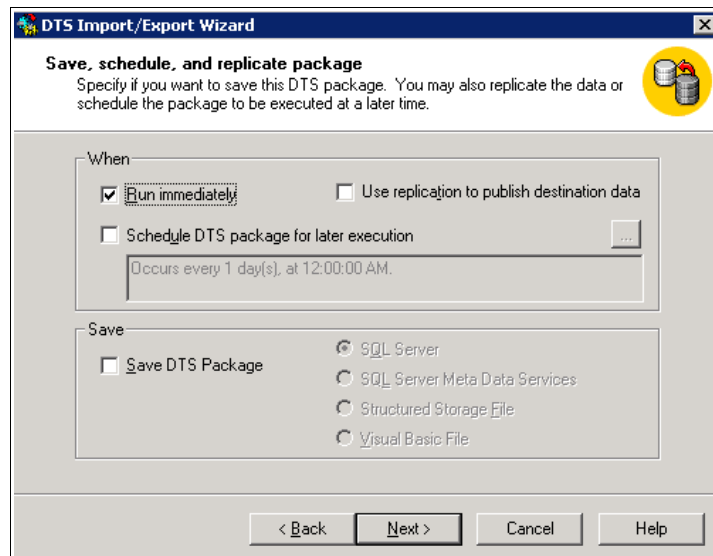 DTS Import/Export Wizard
Save, schedule, and replicate package
Specify if you want to save this DTS package. You may also replicate the data or
schedule the package to be executed at a later time.
When
Run immediately
Use replication to publish destination data
Schedule DTS package for later execution
...
Occurs every 1 day(s), at 12:00:00 AM.
Save
Save DTS Package
SQL Server
SQL Server Meta Data Services
Structured Storage File
Visual Basic File
< Back
Next >
Cancel
Help